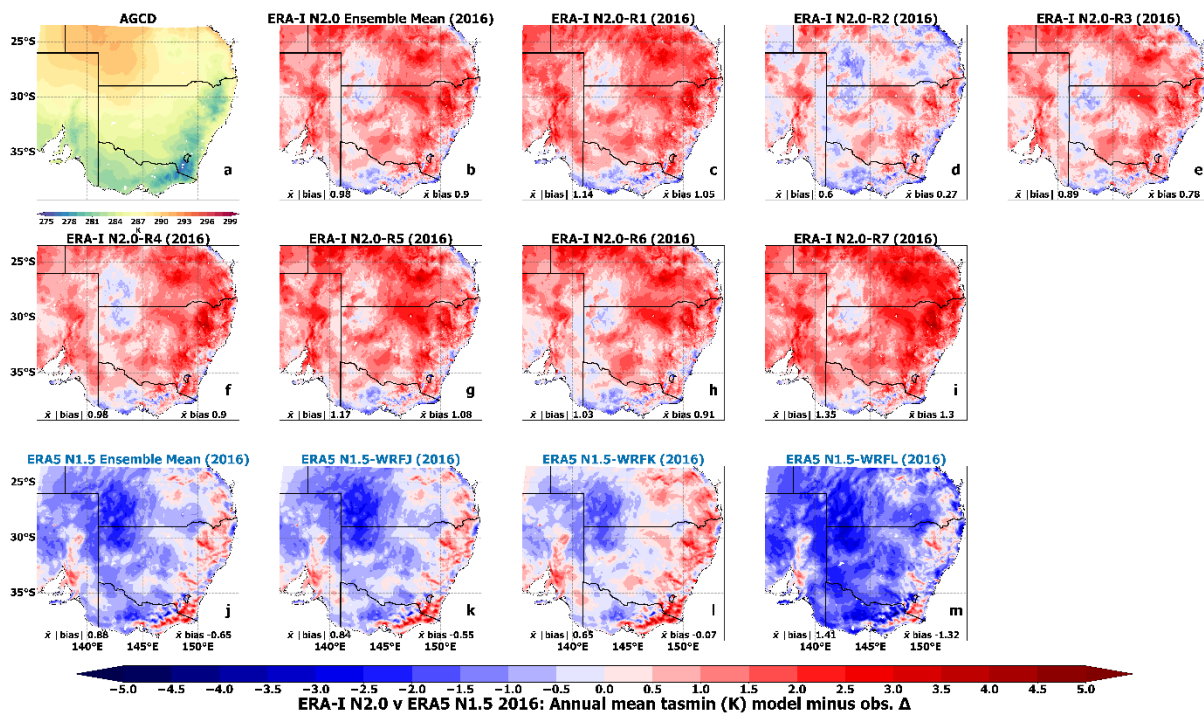 AGCD
ERA-I N2.0 Ensemble Mean (2016)
ERA-I N2.0-R1 (2016)
ERA-I N2.0-R2 (2016)
ERA-I N2.0-R3 (2016)
25°S
30°S
35°S
a
b
c
d
e
x̄ | bias | 0.98 x̄ bias 0.9
x̄ | bias | 1.14 x̄ bias 1.05
x̄ | bias | 0.6 x̄ bias 0.27
x̄ | bias | 0.89 x̄ bias 0.78
275 278 281 284 287 290 293 296 299
K
ERA-I N2.0-R4 (2016)
ERA-I N2.0-R5 (2016)
ERA-I N2.0-R6 (2016)
ERA-I N2.0-R7 (2016)
25°S
30°S
35°S
f
g
h
i
x̄ | bias | 0.98 x̄ bias 0.9
x̄ | bias | 1.17 x̄ bias 1.08
x̄ | bias | 1.03 x̄ bias 0.91
x̄ | bias | 1.35 x̄ bias 1.3
ERA5 N1.5 Ensemble Mean (2016)
ERA5 N1.5-WRFJ (2016)
ERA5 N1.5-WRFK (2016)
ERA5 N1.5-WRFL (2016)
25°S
30°S
35°S
j
k
l
m
x̄ | bias | 0.88 x̄ bias -0.65
x̄ | bias | 0.84 x̄ bias -0.55
x̄ | bias | 0.65 x̄ bias -0.07
x̄ | bias | 1.41 x̄ bias -1.32
140°E 145°E 150°E
140°E 145°E 150°E
140°E 145°E 150°E
140°E 145°E 150°E
−5.0 −4.5 −4.0 −3.5 −3.0 −2.5 −2.0 −1.5 −1.0 −0.5 0.0 0.5 1.0 1.5 2.0 2.5 3.0 3.5 4.0 4.5 5.0
ERA-I N2.0 v ERA5 N1.5 2016: Annual mean tasmin (K) model minus obs. Δ